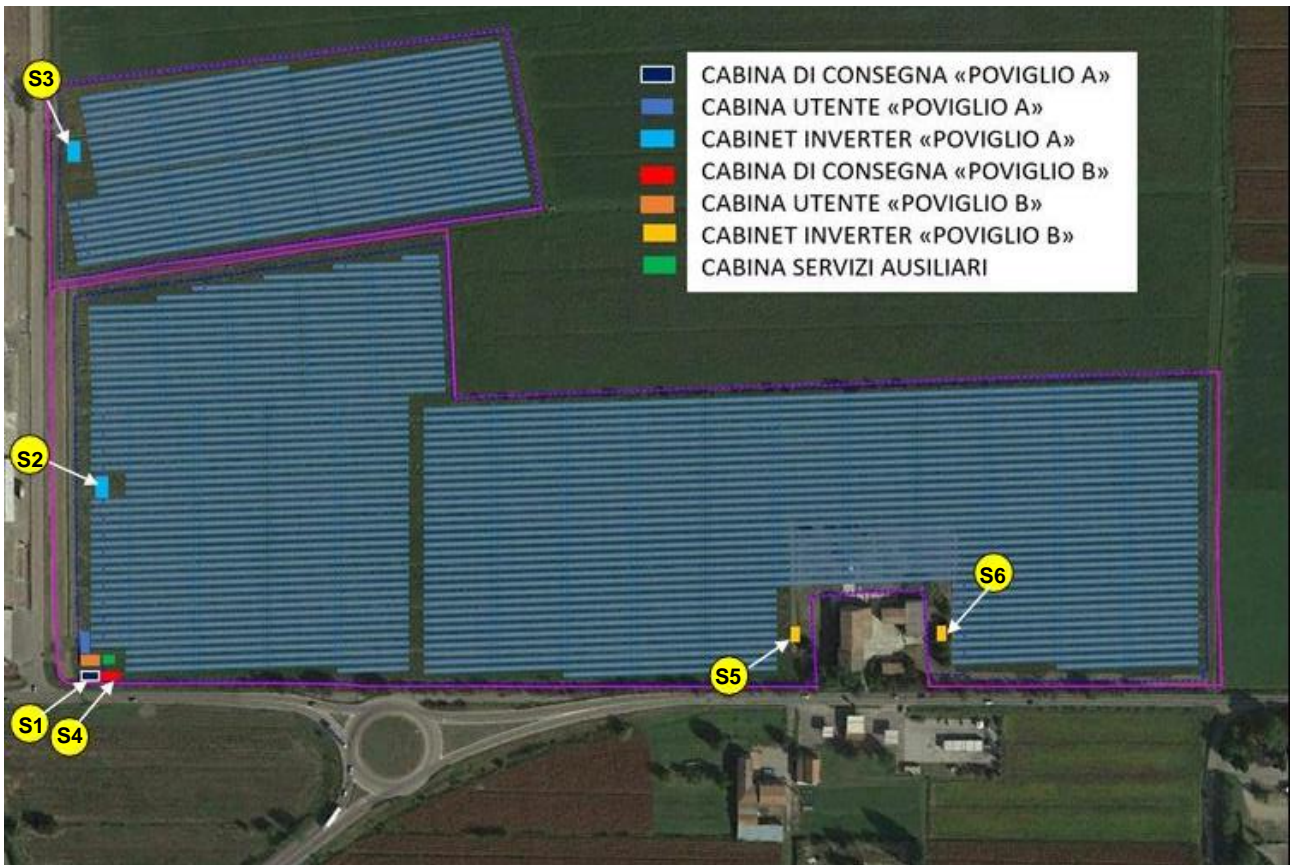 S3
CABINA DI CONSEGNA «POVIGLIO A»
CABINA UTENTE «POVIGLIO A»
CABINET INVERTER «POVIGLIO A»
CABINA DI CONSEGNA «POVIGLIO B»
CABINA UTENTE «POVIGLIO B»
CABINET INVERTER «POVIGLIO B»
CABINA SERVIZI AUSILIARI
S2
S6
S5
S1
S4